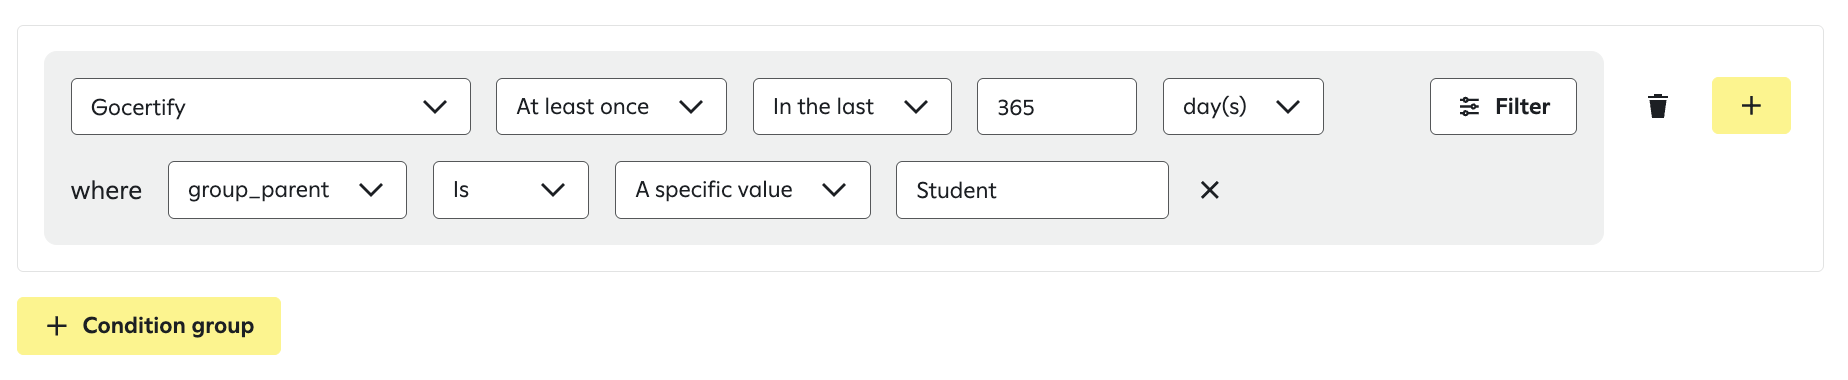 Gocertify At least once In the last 365 day(s) Filter +
where group_parent Is A specific value Student
+ Condition group